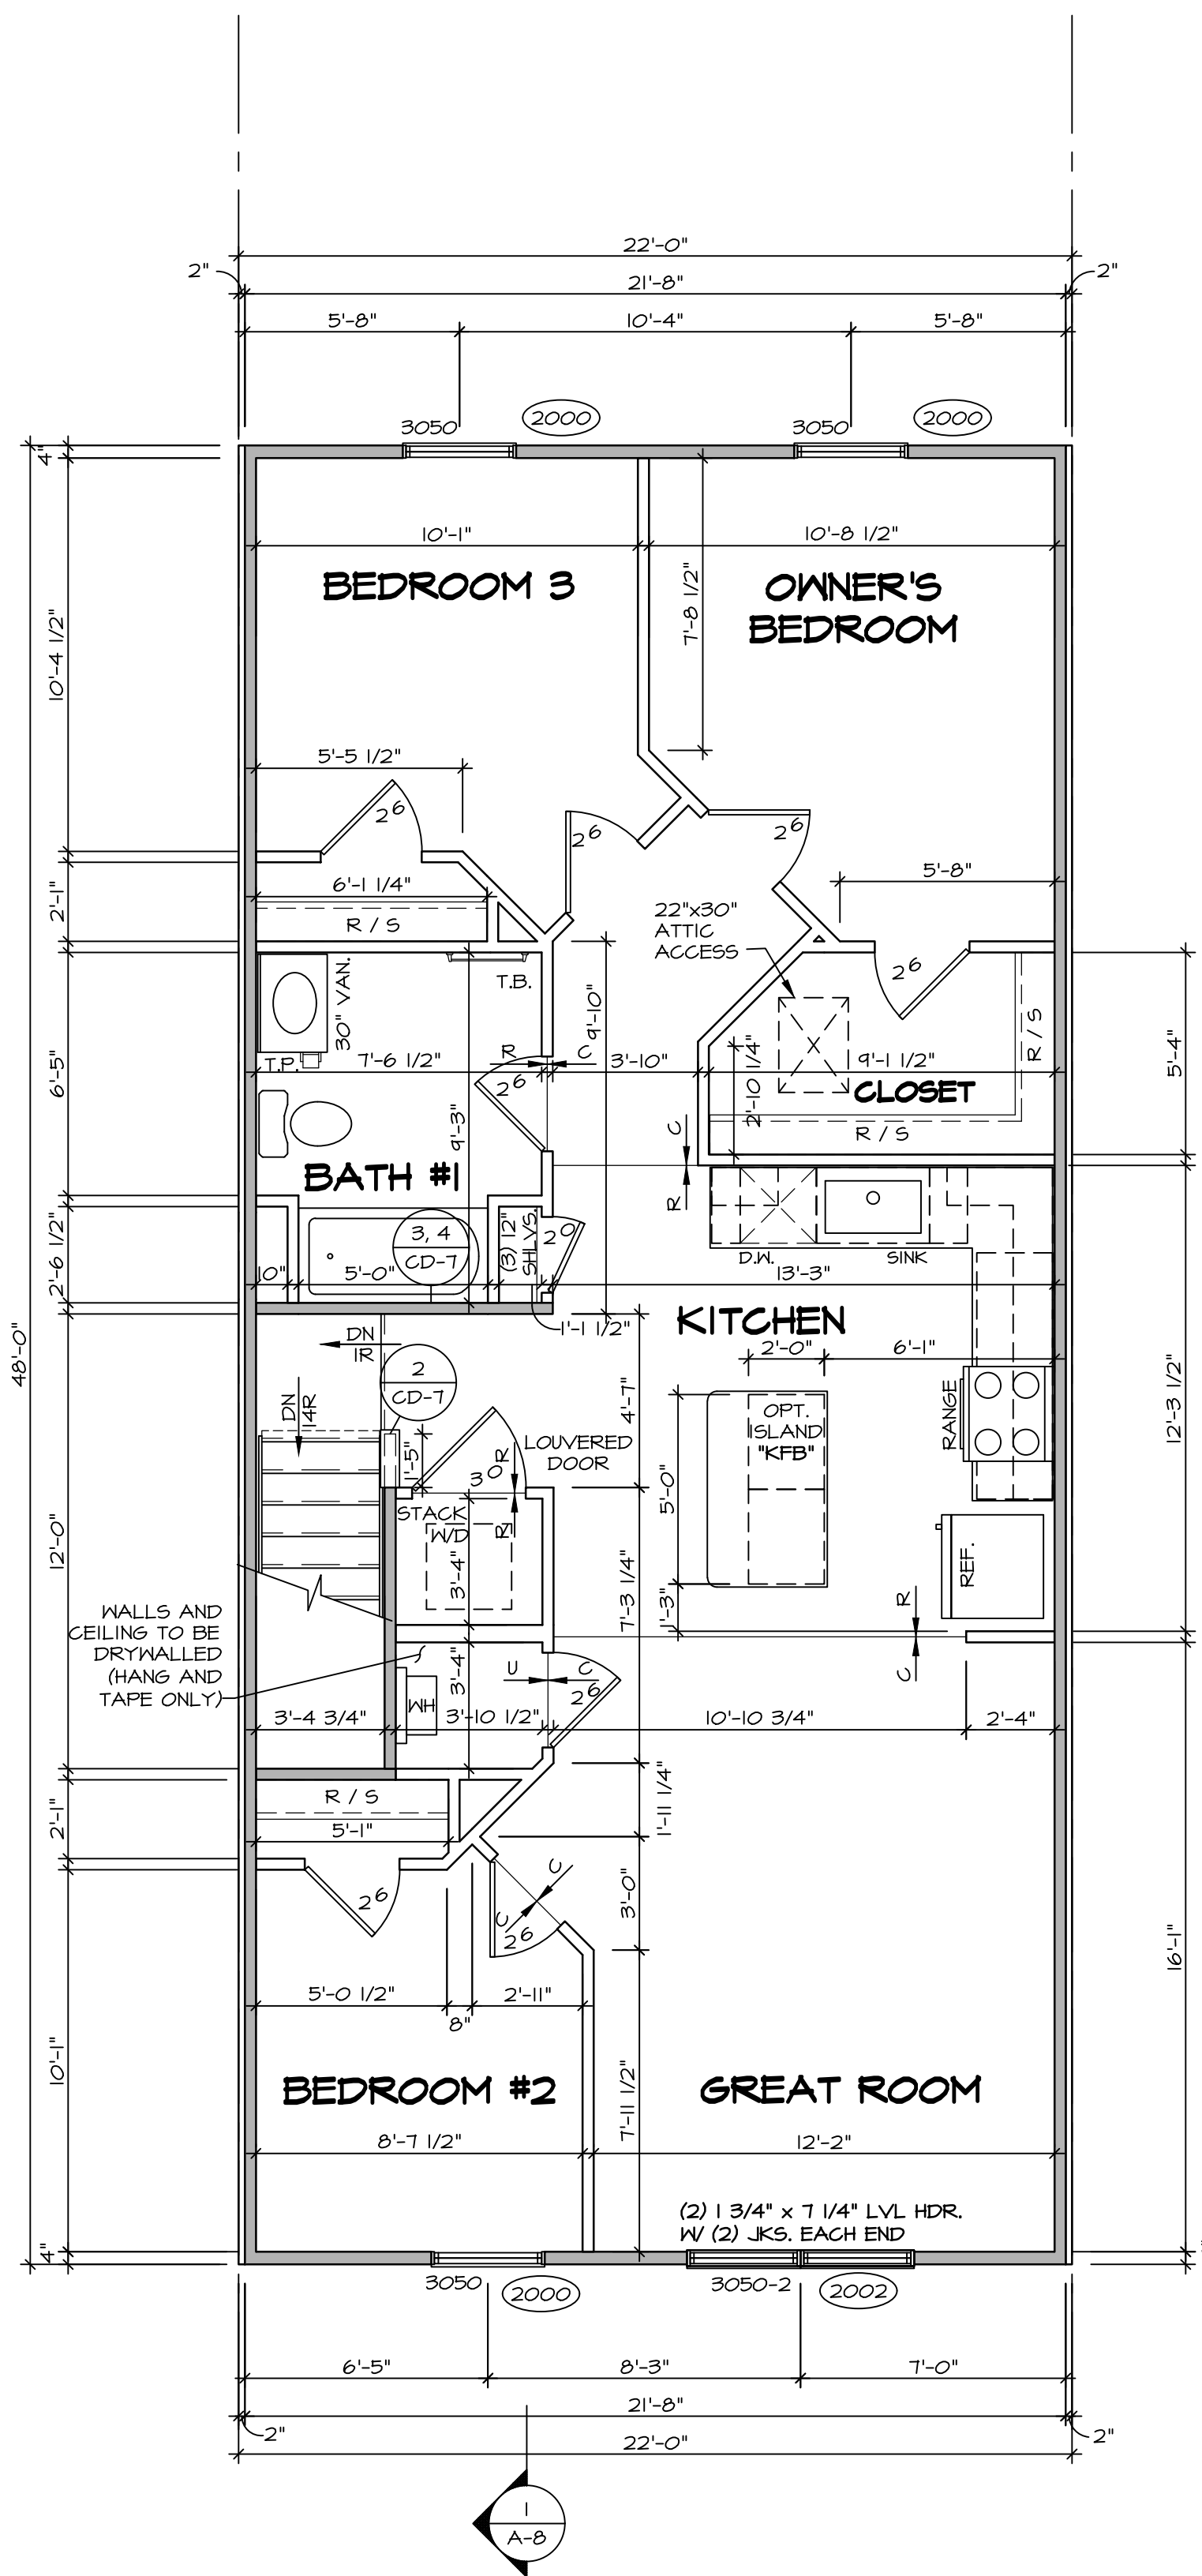 22'-0"
2"
21'-8"
2"
5'-8"
10'-4"
5'-8"
3050
2000
3050
2000
4"
10'-1"
10'-8 1/2"
BEDROOM 3
OWNER'S
BEDROOM
7'-8 1/2"
10'-4 1/2"
5'-5 1/2"
26
26
26
5'-8"
6'-1 1/4"
R / S
2'-1"
22"x30"
ATTIC
ACCESS
26
T.B.
30" VAN.
9'-10"
R / S
T.P.
7'-6 1/2"
R
C
3'-10"
2'-10 1/4"
9'-1 1/2"
5'-4"
6'-5"
26
CLOSET
9'-3"
C
R / S
BATH #1
R
3, 4
CD-7
(3) 12"
SHLVS.
20
D.W.
SINK
2'-6 1/2"
10"
5'-0"
13'-3"
1'-1 1/2"
KITCHEN
48'-0"
DN
1R
2
CD-7
2'-0"
6'-1"
DN
14R
4'-7"
OPT.
ISLAND
"KFB"
RANGE
12'-3 1/2"
1'-5"
LOUVERED
DOOR
30
R
5'-0"
STACK
W/D
R
12'-0"
3'-4"
REF.
7'-3 1/4"
1'-3"
R
WALLS AND
CEILING TO BE
DRYWALLED
(HANG AND
TAPE ONLY)
3'-4"
U
C
C
26
WH
3'-4 3/4"
3'-10 1/2"
10'-10 3/4"
2'-4"
R / S
2'-1"
5'-1"
1'-11 1/4"
C
26
C
26
3'-0"
16'-1"
5'-0 1/2"
2'-11"
8"
10'-1"
BEDROOM #2
GREAT ROOM
7'-11 1/2"
8'-7 1/2"
12'-2"
(2) 1 3/4" x 7 1/4" LVL HDR.
W/ (2) JKS. EACH END
4"
3050
2000
3050-2
2002
6'-5"
8'-3"
7'-0"
21'-8"
2"
2"
22'-0"
1
A-8